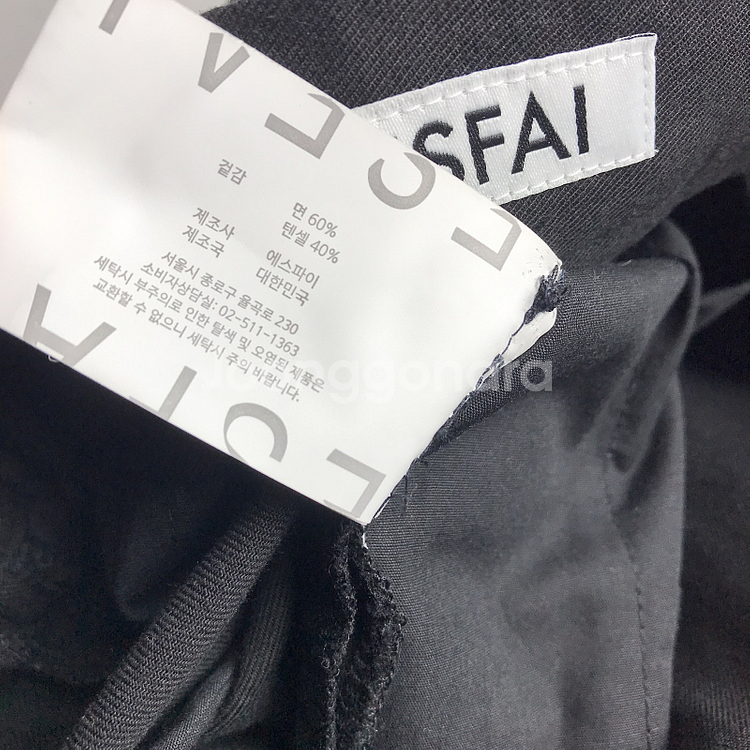 SFAI
겉감
면 60%
텐셀 40%
제조사 에스파이
제조국 대한민국
서울시 종로구 율곡로 230
소비자상담실: 02-511-1363
세탁시 부주의로 인한 탈색 및 오염된 제품은
교환할 수 없으니 세탁시 주의 바랍니다.
Joonggonara